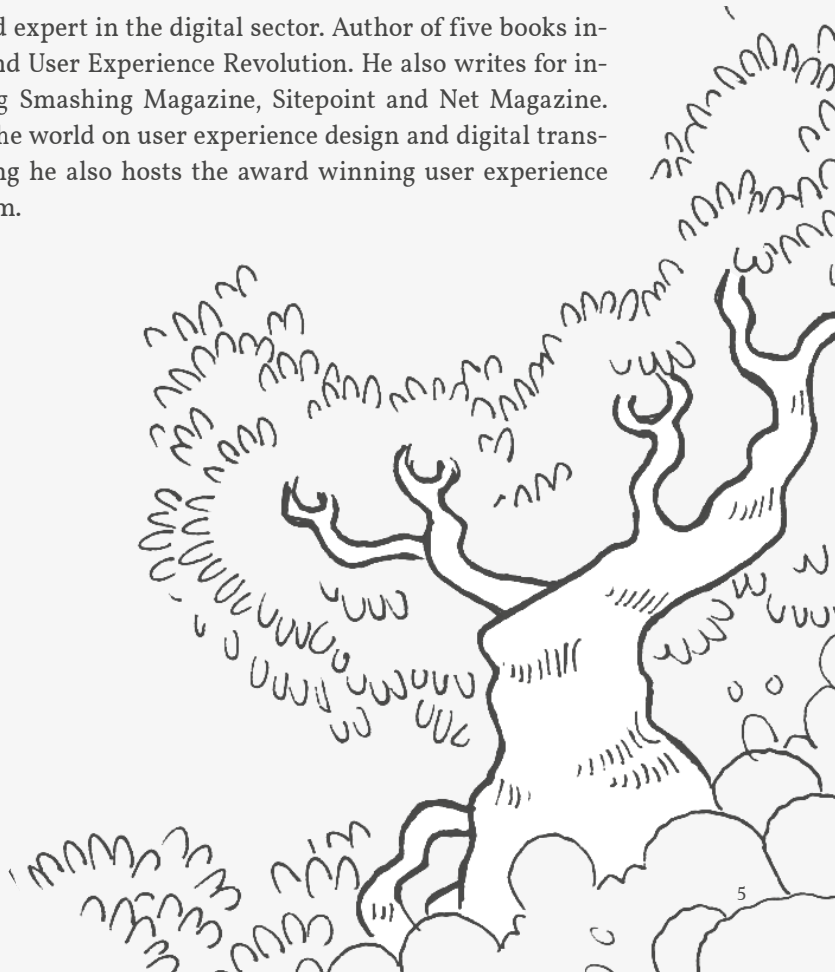 d expert in the digital sector. Author of five books in-
nd User Experience Revolution. He also writes for in-
g Smashing Magazine, Sitepoint and Net Magazine.
he world on user experience design and digital trans-
ng he also hosts the award winning user experience
m.
5